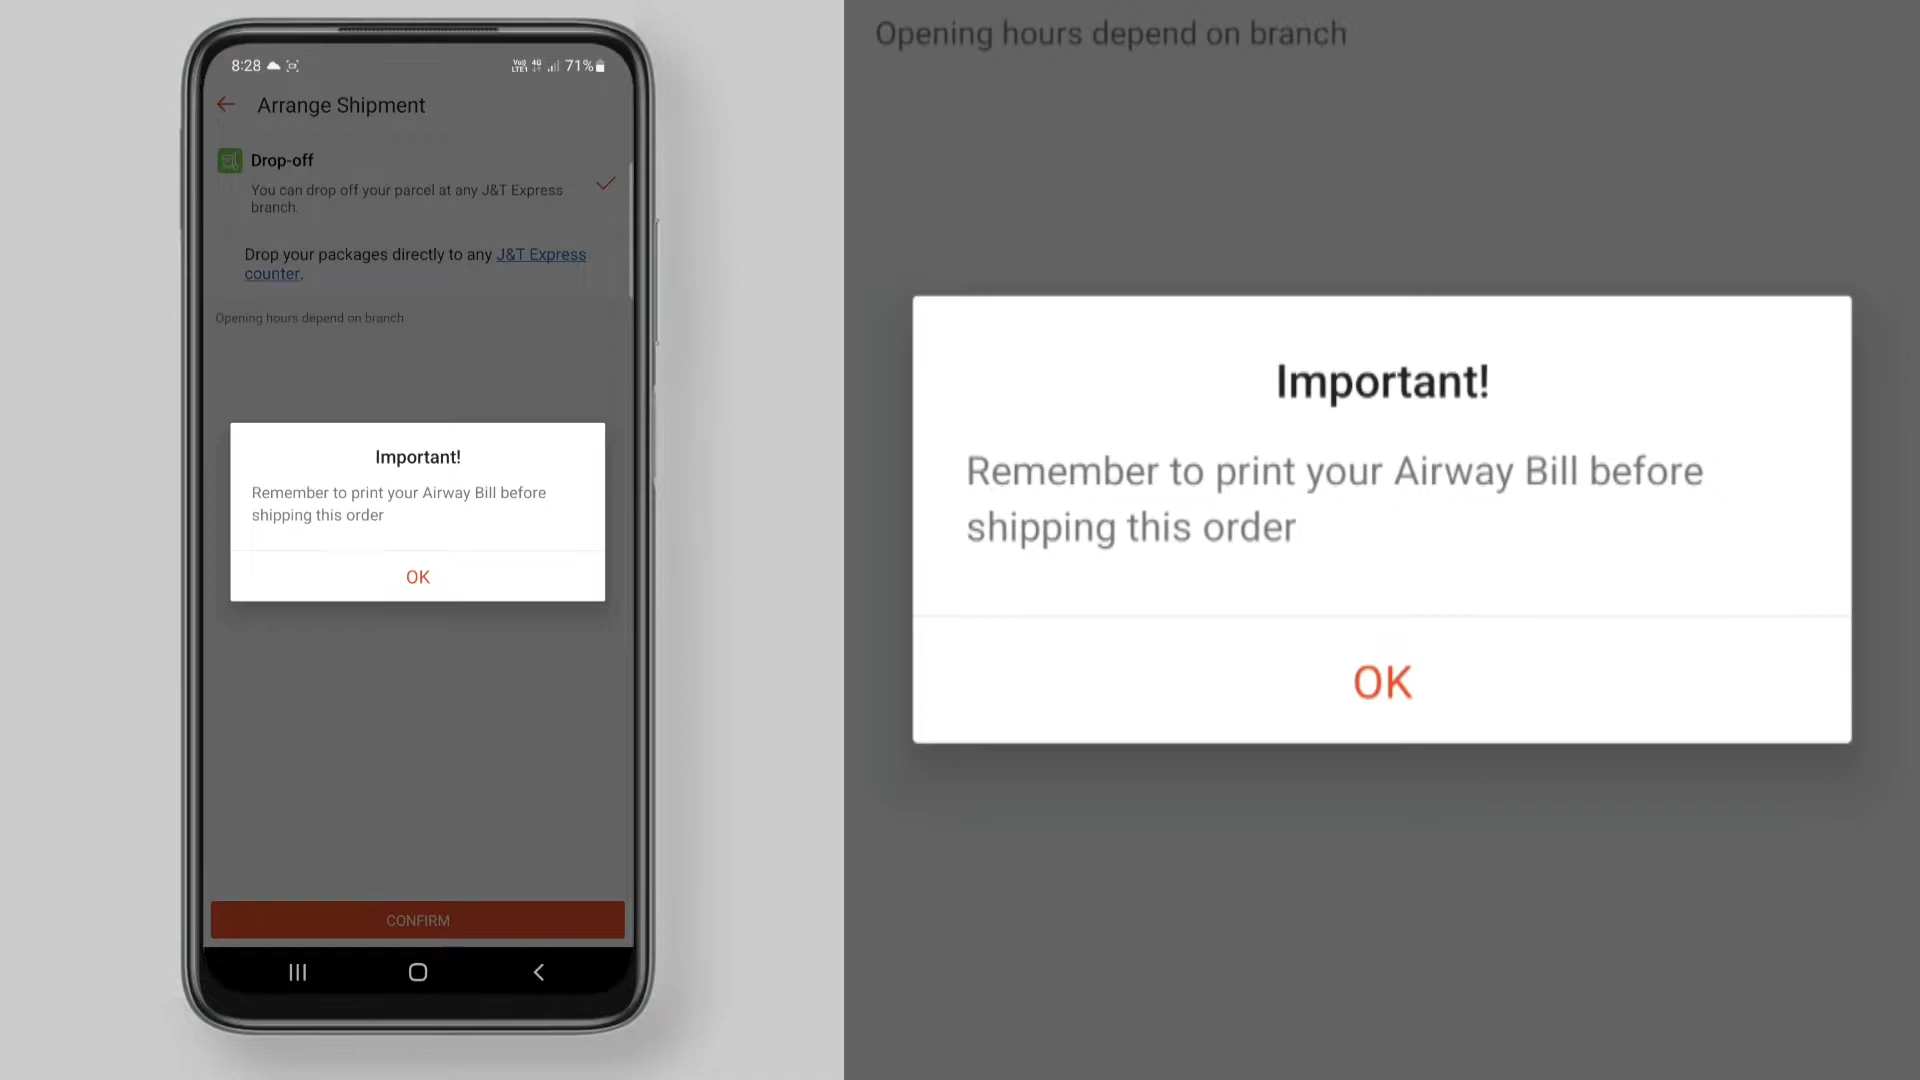 8:28
Vo) 4G 71%
LTE1
Arrange Shipment
Drop-off
You can drop off your parcel at any J&T Express
branch.
Drop your packages directly to any J&T Express
counter.
Opening hours depend on branch
Important!
Remember to print your Airway Bill before
shipping this order
OK
CONFIRM
Opening hours depend on branch
Important!
Remember to print your Airway Bill before
shipping this order
OK